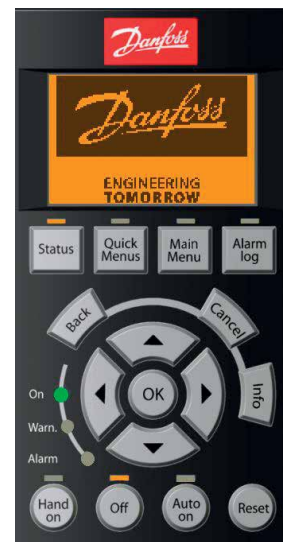 Danfoss
Danfoss
ENGINEERING
TOMORROW
Status
Quick
Menus
Main
Menu
Alarm
log
Back
Cancel
Info
OK
On
Warn.
Alarm
Hand
on
Off
Auto
on
Reset